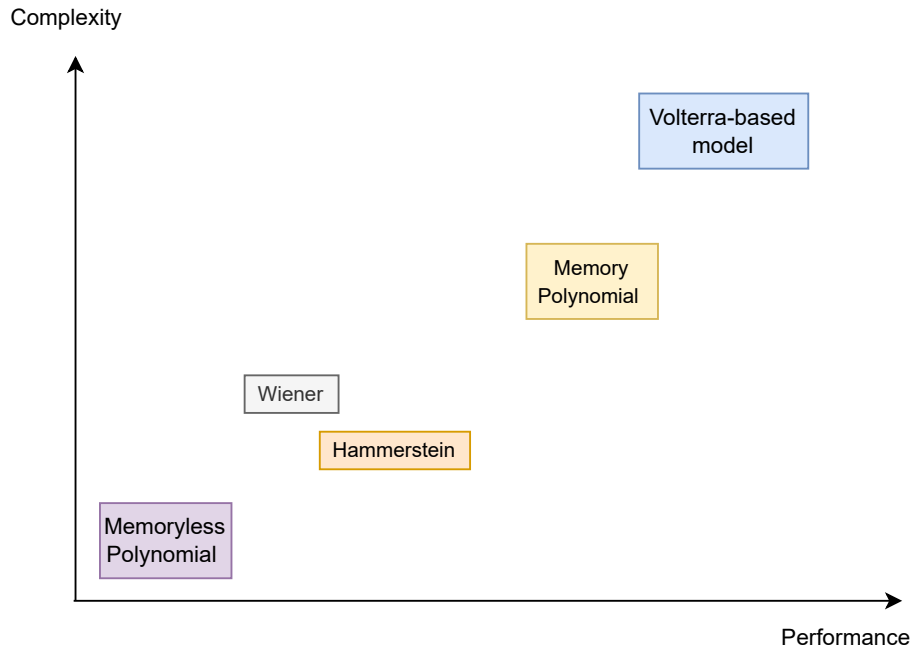 Complexity
Volterra-based
model
Memory
Polynomial
Wiener
Hammerstein
Memoryless
Polynomial
Performance